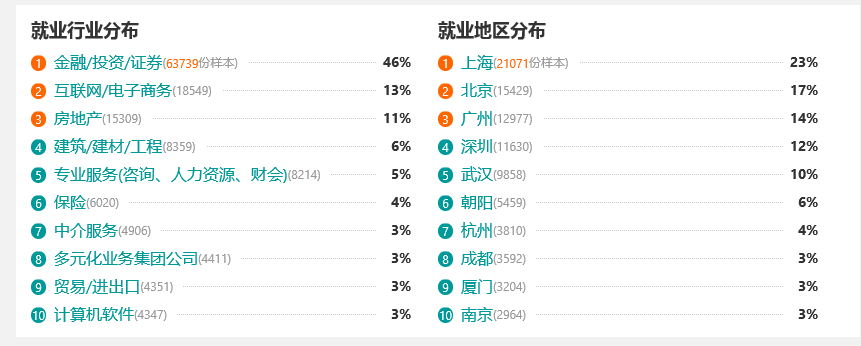 就业行业分布
1 金融/投资/证券(63739份样本) 46%
2 互联网/电子商务(18549) 13%
3 房地产(15309) 11%
4 建筑/建材/工程(8359) 6%
5 专业服务(咨询、人力资源、财会)(8214) 5%
6 保险(6020) 4%
7 中介服务(4906) 3%
8 多元化业务集团公司(4411) 3%
9 贸易/进出口(4351) 3%
10 计算机软件(4347) 3%
就业地区分布
1 上海(21071份样本) 23%
2 北京(15429) 17%
3 广州(12977) 14%
4 深圳(11630) 12%
5 武汉(9858) 10%
6 朝阳(5459) 6%
7 杭州(3810) 4%
8 成都(3592) 3%
9 厦门(3204) 3%
10 南京(2964) 3%